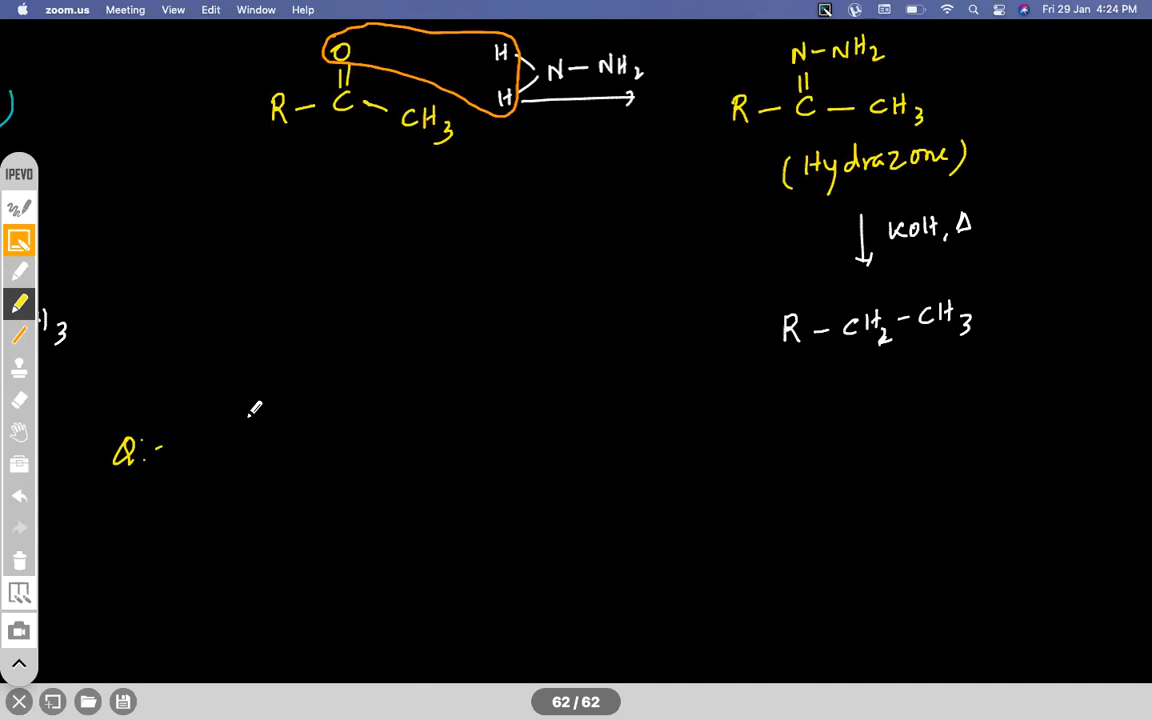 zoom.us Meeting View Edit Window Help Fri 29 Jan 4:24 PM
O H N-NH2
|| > N - NH2 ||
R - C - CH3 H R - C - CH3
(Hydrazone)
IPEVO
↓ KOH, Δ
R - CH2 - CH3
3
Q:-
62 / 62